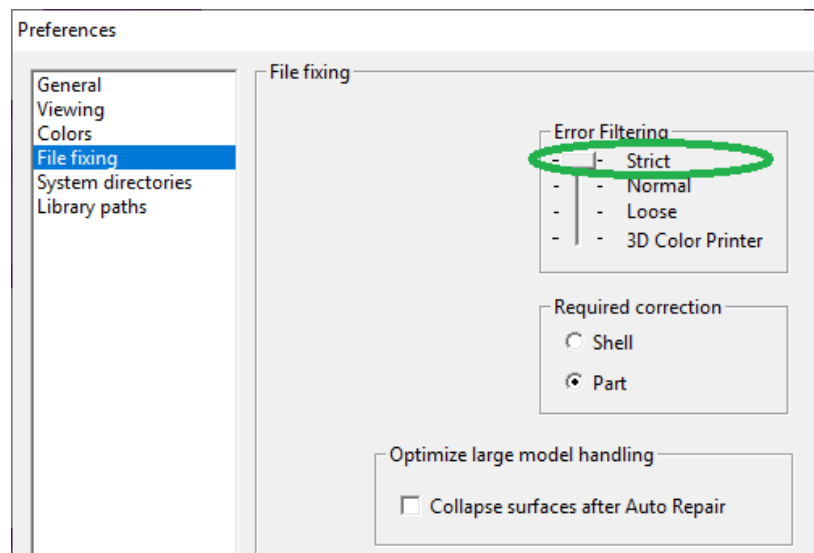 Preferences
General
Viewing
Colors
File fixing
System directories
Library paths
File fixing
Error Filtering
Strict
Normal
Loose
3D Color Printer
Required correction
Shell
Part
Optimize large model handling
Collapse surfaces after Auto Repair